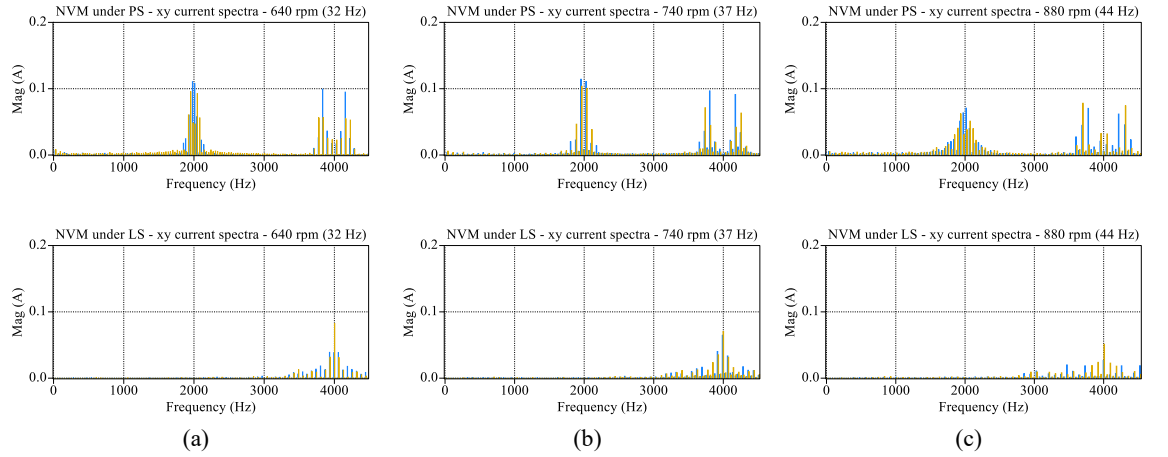 NVM under PS - xy current spectra - 640 rpm (32 Hz)
0.2
0.1
0.0
Mag (A)
0 1000 2000 3000 4000
Frequency (Hz)
NVM under PS - xy current spectra - 740 rpm (37 Hz)
0.2
0.1
0.0
Mag (A)
0 1000 2000 3000 4000
Frequency (Hz)
NVM under PS - xy current spectra - 880 rpm (44 Hz)
0.2
0.1
0.0
Mag (A)
0 1000 2000 3000 4000
Frequency (Hz)
NVM under LS - xy current spectra - 640 rpm (32 Hz)
0.2
0.1
0.0
Mag (A)
0 1000 2000 3000 4000
Frequency (Hz)
NVM under LS - xy current spectra - 740 rpm (37 Hz)
0.2
0.1
0.0
Mag (A)
0 1000 2000 3000 4000
Frequency (Hz)
NVM under LS - xy current spectra - 880 rpm (44 Hz)
0.2
0.1
0.0
Mag (A)
0 1000 2000 3000 4000
Frequency (Hz)
(a) (b) (c)